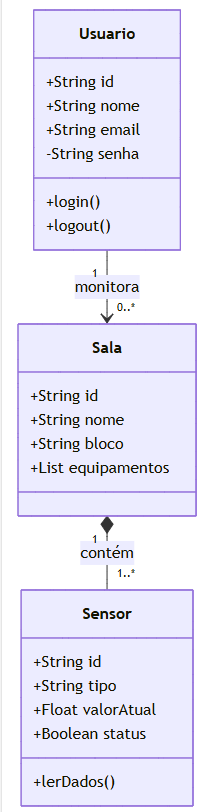 Usuario
+String id
+String nome
+String email
-String senha
+login()
+logout()
1
monitora
0..*
Sala
+String id
+String nome
+String bloco
+List equipamentos
1
contém
1..*
Sensor
+String id
+String tipo
+Float valorAtual
+Boolean status
+lerDados()